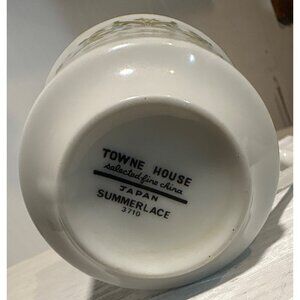 TOWNE HOUSE
selected fine china
JAPAN
SUMMERLACE
3710